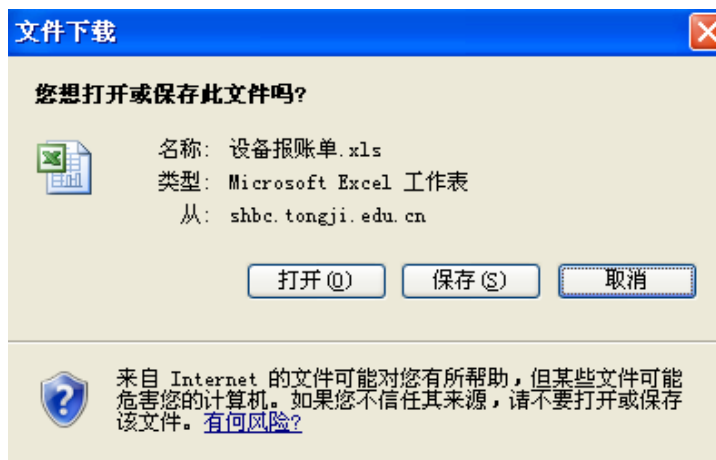 文件下载
您想打开或保存此文件吗?
名称: 设备报账单.xls
类型: Microsoft Excel 工作表
从: shbc.tongji.edu.cn
打开(O) 保存(S) 取消
来自 Internet 的文件可能对您有所帮助,但某些文件可能
危害您的计算机。如果您不信任其来源,请不要打开或保存
该文件。有何风险?